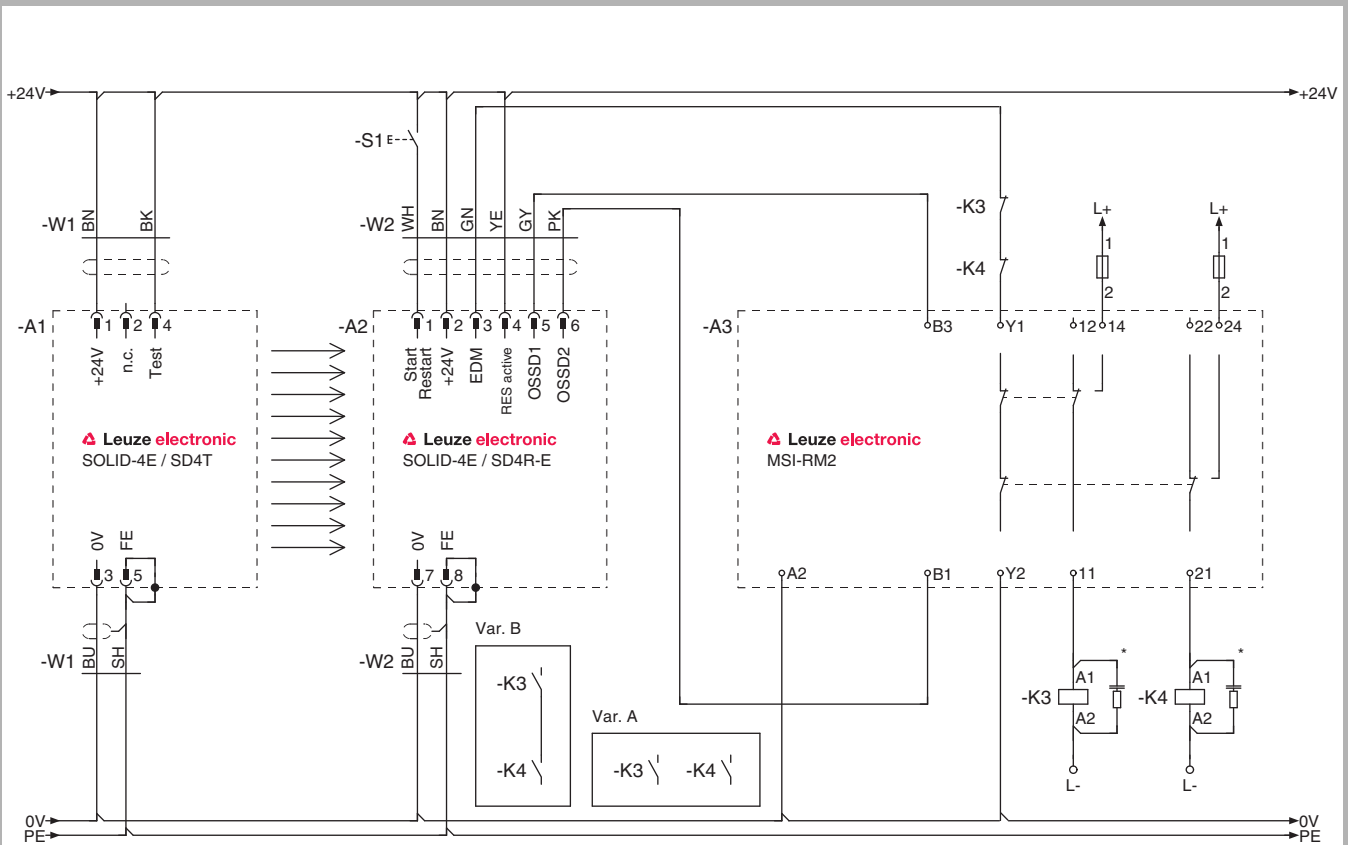 +24V
+24V
-S1 E
-W1
BN
BK
-W2
WH
BN
GN
YE
GY
PK
-K3
-K4
L+
1
2
L+
1
2
-A1
1
2
4
+24V
n.c.
Test
-A2
1
2
3
4
5
6
Start
Restart
+24V
EDM
RES active
OSSD1
OSSD2
-A3
B3
Y1
12
14
22
24
Leuze electronic
SOLID-4E / SD4T
Leuze electronic
SOLID-4E / SD4R-E
Leuze electronic
MSI-RM2
0V
FE
3
5
0V
FE
7
8
A2
B1
Y2
11
21
-W1
BU
SH
-W2
BU
SH
Var. B
-K3
-K4
Var. A
-K3
-K4
-K3
A1
A2
*
L-
-K4
A1
A2
*
L-
0V
0V
PE
PE